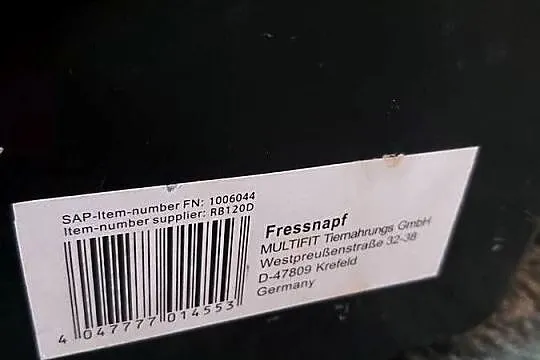 SAP-Item-number FN: 1006044
Item-number supplier: RB120D
4 047777 014553
Fressnapf
MULTIFIT Tiernahrungs GmbH
Westpreußenstraße 32-38
D-47809 Krefeld
Germany